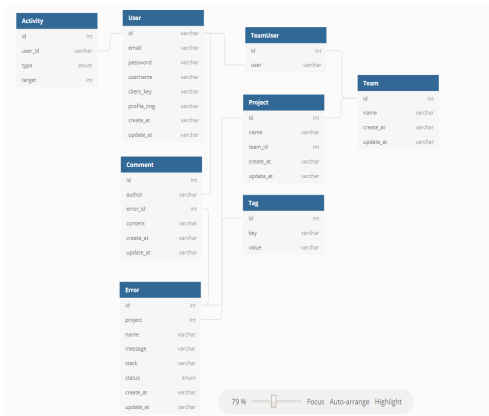 Activity
id int
user_id varchar
type enum
target int
User
id varchar
email varchar
password varchar
username varchar
client_key varchar
profile_img varchar
create_at varchar
update_at varchar
TeamUser
id int
user varchar
Team
id int
name varchar
create_at varchar
update_at varchar
Project
id int
name varchar
team_id int
create_at varchar
update_at varchar
Comment
id int
author varchar
error_id int
content varchar
create_at varchar
update_at varchar
Tag
id int
key varchar
value varchar
Error
id int
project int
name varchar
message varchar
stack varchar
status enum
create_at varchar
update_at varchar
79 % Focus Auto-arrange Highlight